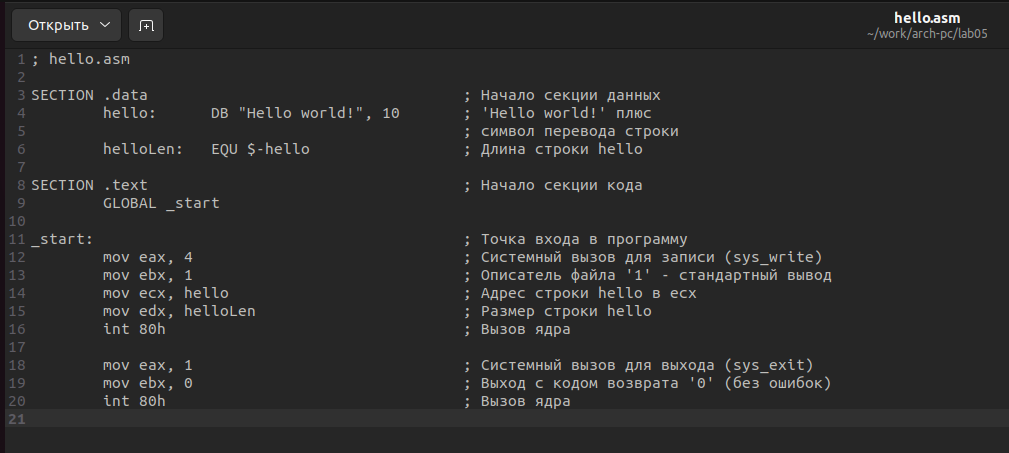 Открыть
hello.asm
~/work/arch-pc/lab05
1 ; hello.asm
2
3 SECTION .data ; Начало секции данных
4 hello: DB "Hello world!", 10 ; 'Hello world!' плюс
5 ; символ перевода строки
6 helloLen: EQU $-hello ; Длина строки hello
7
8 SECTION .text ; Начало секции кода
9 GLOBAL _start
10
11 _start: ; Точка входа в программу
12 mov eax, 4 ; Системный вызов для записи (sys_write)
13 mov ebx, 1 ; Описатель файла '1' - стандартный вывод
14 mov ecx, hello ; Адрес строки hello в ecx
15 mov edx, helloLen ; Размер строки hello
16 int 80h ; Вызов ядра
17
18 mov eax, 1 ; Системный вызов для выхода (sys_exit)
19 mov ebx, 0 ; Выход с кодом возврата '0' (без ошибок)
20 int 80h ; Вызов ядра
21